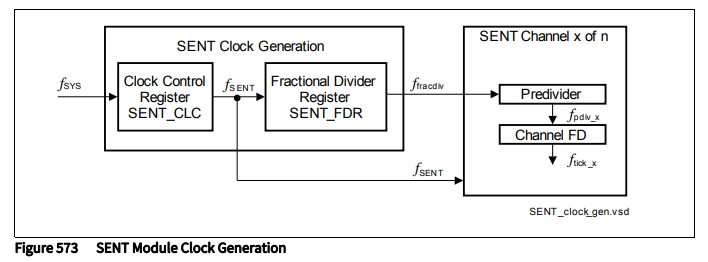 SENT Clock Generation
SENT Channel x of n
fSYS
Clock Control
Register
SENT_CLC
fSENT
Fractional Divider
Register
SENT_FDR
ffracdiv
Predivider
fpdiv_x
Channel FD
ftick_x
fSENT
SENT_clock_gen.vsd
Figure 573 SENT Module Clock Generation